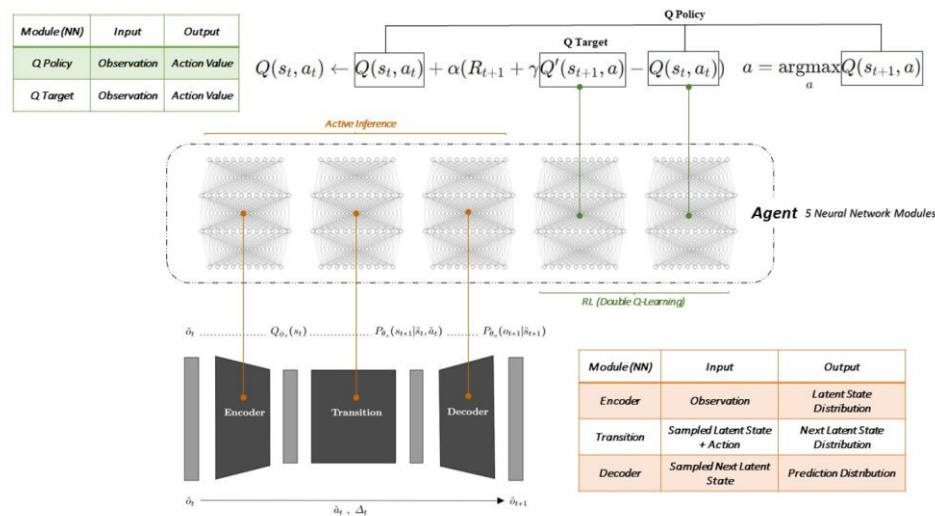 Q Policy
Module (NN) Input Output
Q Policy Observation Action Value
Q Target Observation Action Value
Q Target
Q(s_t, a_t) ← Q(s_t, a_t) + α(R_{t+1} + γQ'(s_{t+1}, a) − Q(s_t, a_t)) a = argmax_a Q(s_{t+1}, a)
Active Inference
Agent 5 Neural Network Modules
RL (Double Q-Learning)
õ_t Q_{ϕ_s}(s_t) P_{θ_s}(s_{t+1}|s̃_t, ã_t) P_{θ_o}(o_{t+1}|s̃_{t+1})
Encoder Transition Decoder
õ_t õ_{t+1}
ã_t , Δ_t
Module (NN) Input Output
Encoder Observation Latent State Distribution
Transition Sampled Latent State + Action Next Latent State Distribution
Decoder Sampled Next Latent State Prediction Distribution